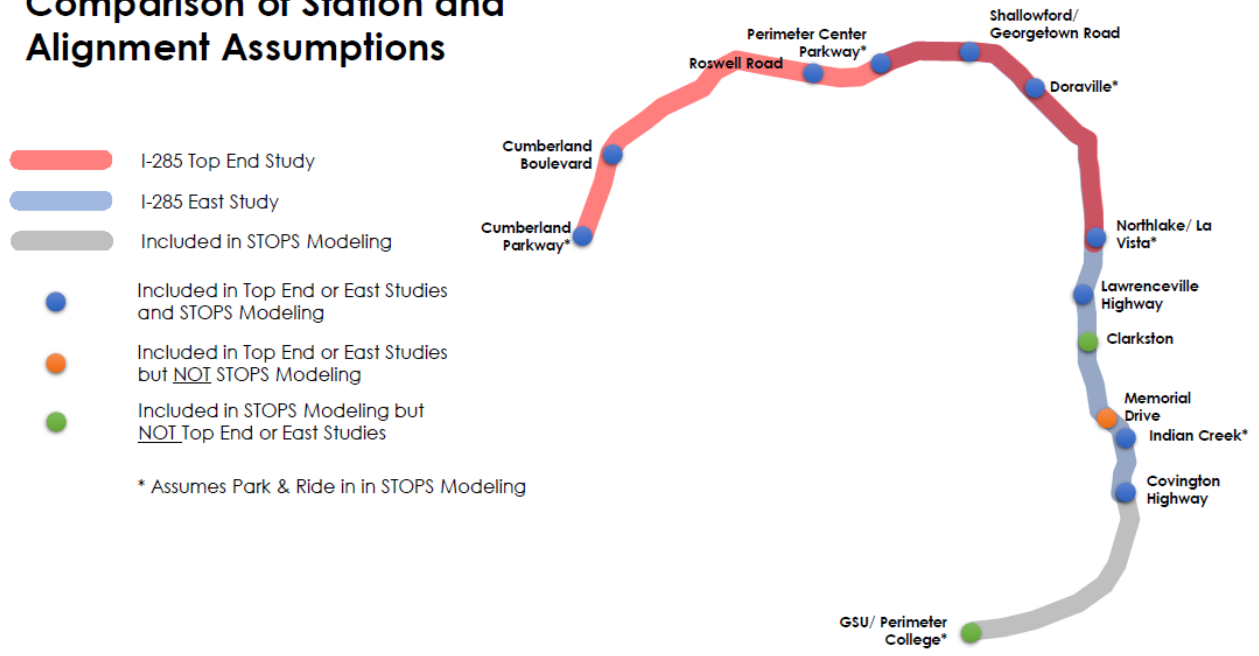 Comparison of Station and
Alignment Assumptions
I-285 Top End Study
I-285 East Study
Included in STOPS Modeling
Included in Top End or East Studies
and STOPS Modeling
Included in Top End or East Studies
but NOT STOPS Modeling
Included in STOPS Modeling but
NOT Top End or East Studies
* Assumes Park & Ride in in STOPS Modeling
Shallowford/
Georgetown Road
Perimeter Center
Parkway*
Roswell Road
Doraville*
Cumberland
Boulevard
Cumberland
Parkway*
Northlake/ La
Vista*
Lawrenceville
Highway
Clarkston
Memorial
Drive
Indian Creek*
Covington
Highway
GSU/ Perimeter
College*